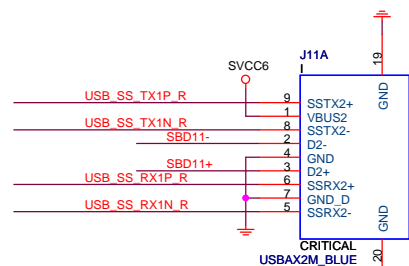 J11A
SVCC6
19
GND
USB_SS_TX1P_R 9 SSTX2+
1 VBUS2
USB_SS_TX1N_R 8 SSTX2-
SBD11- 2 D2-
4 GND
SBD11+ 3 D2+
USB_SS_RX1P_R 6 SSRX2+
7 GND_D
USB_SS_RX1N_R 5 SSRX2-
GND
CRITICAL
USBAX2M_BLUE
20